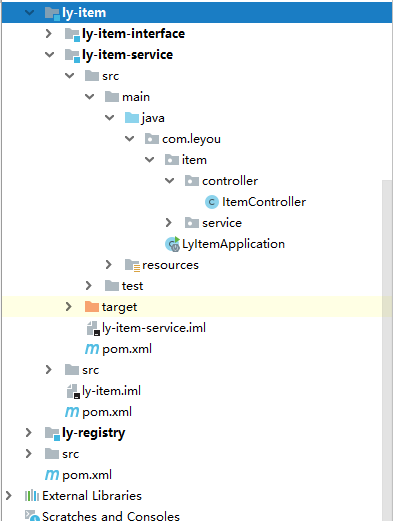 ly-item
ly-item-interface
ly-item-service
src
main
java
com.leyou
item
controller
ItemController
service
LyItemApplication
resources
test
target
ly-item-service.iml
pom.xml
src
ly-item.iml
pom.xml
ly-registry
src
pom.xml
External Libraries
Scratches and Consoles